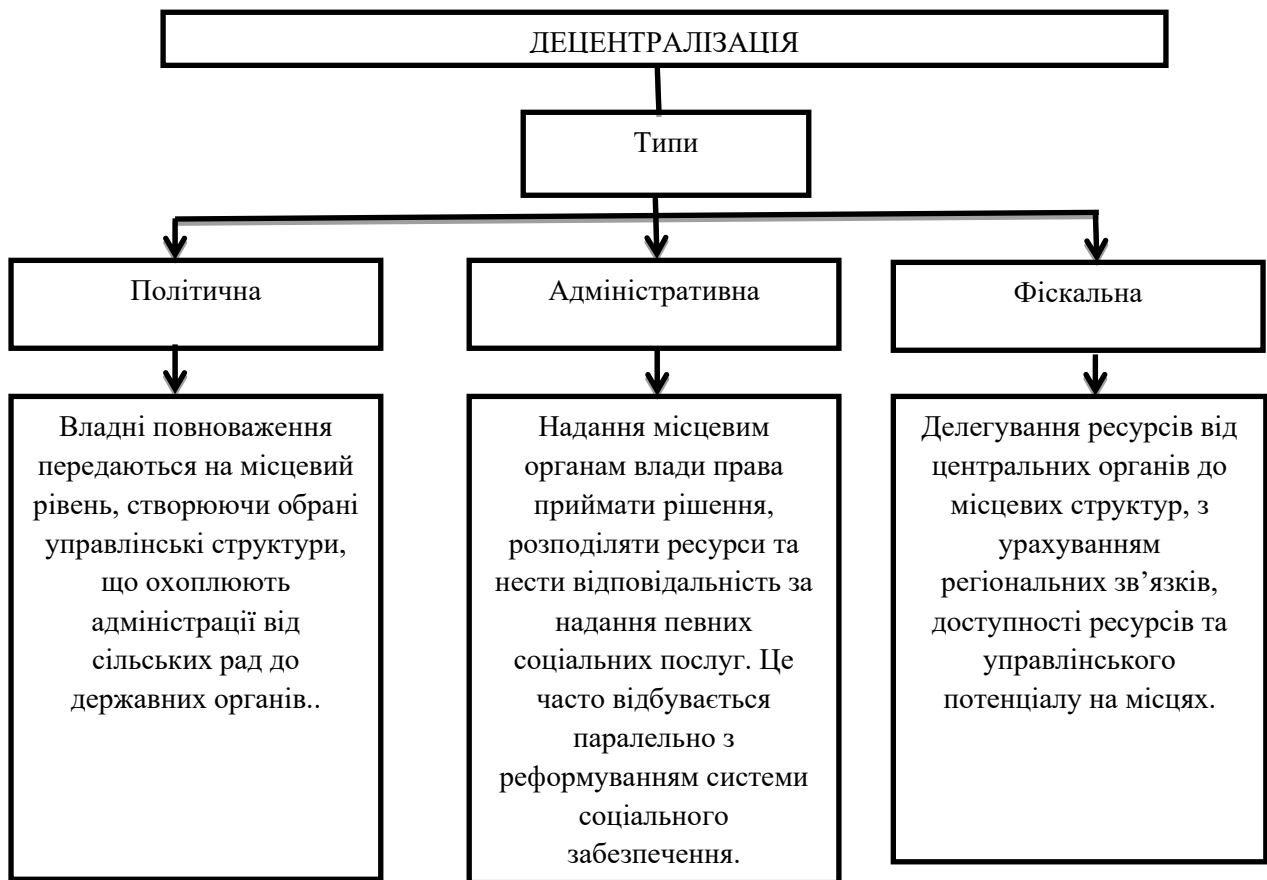 ДЕЦЕНТРАЛІЗАЦІЯ
Типи
Політична
Адміністративна
Фіскальна
Владні повноваження
передаються на місцевий
рівень, створюючи обрані
управлінські структури,
що охоплюють
адміністрації від
сільських рад до
державних органів..
Надання місцевим
органам влади права
приймати рішення,
розподіляти ресурси та
нести відповідальність за
надання певних
соціальних послуг. Це
часто відбувається
паралельно з
реформуванням системи
соціального
забезпечення.
Делегування ресурсів від
центральних органів до
місцевих структур, з
урахуванням
регіональних зв’язків,
доступності ресурсів та
управлінського
потенціалу на місцях.